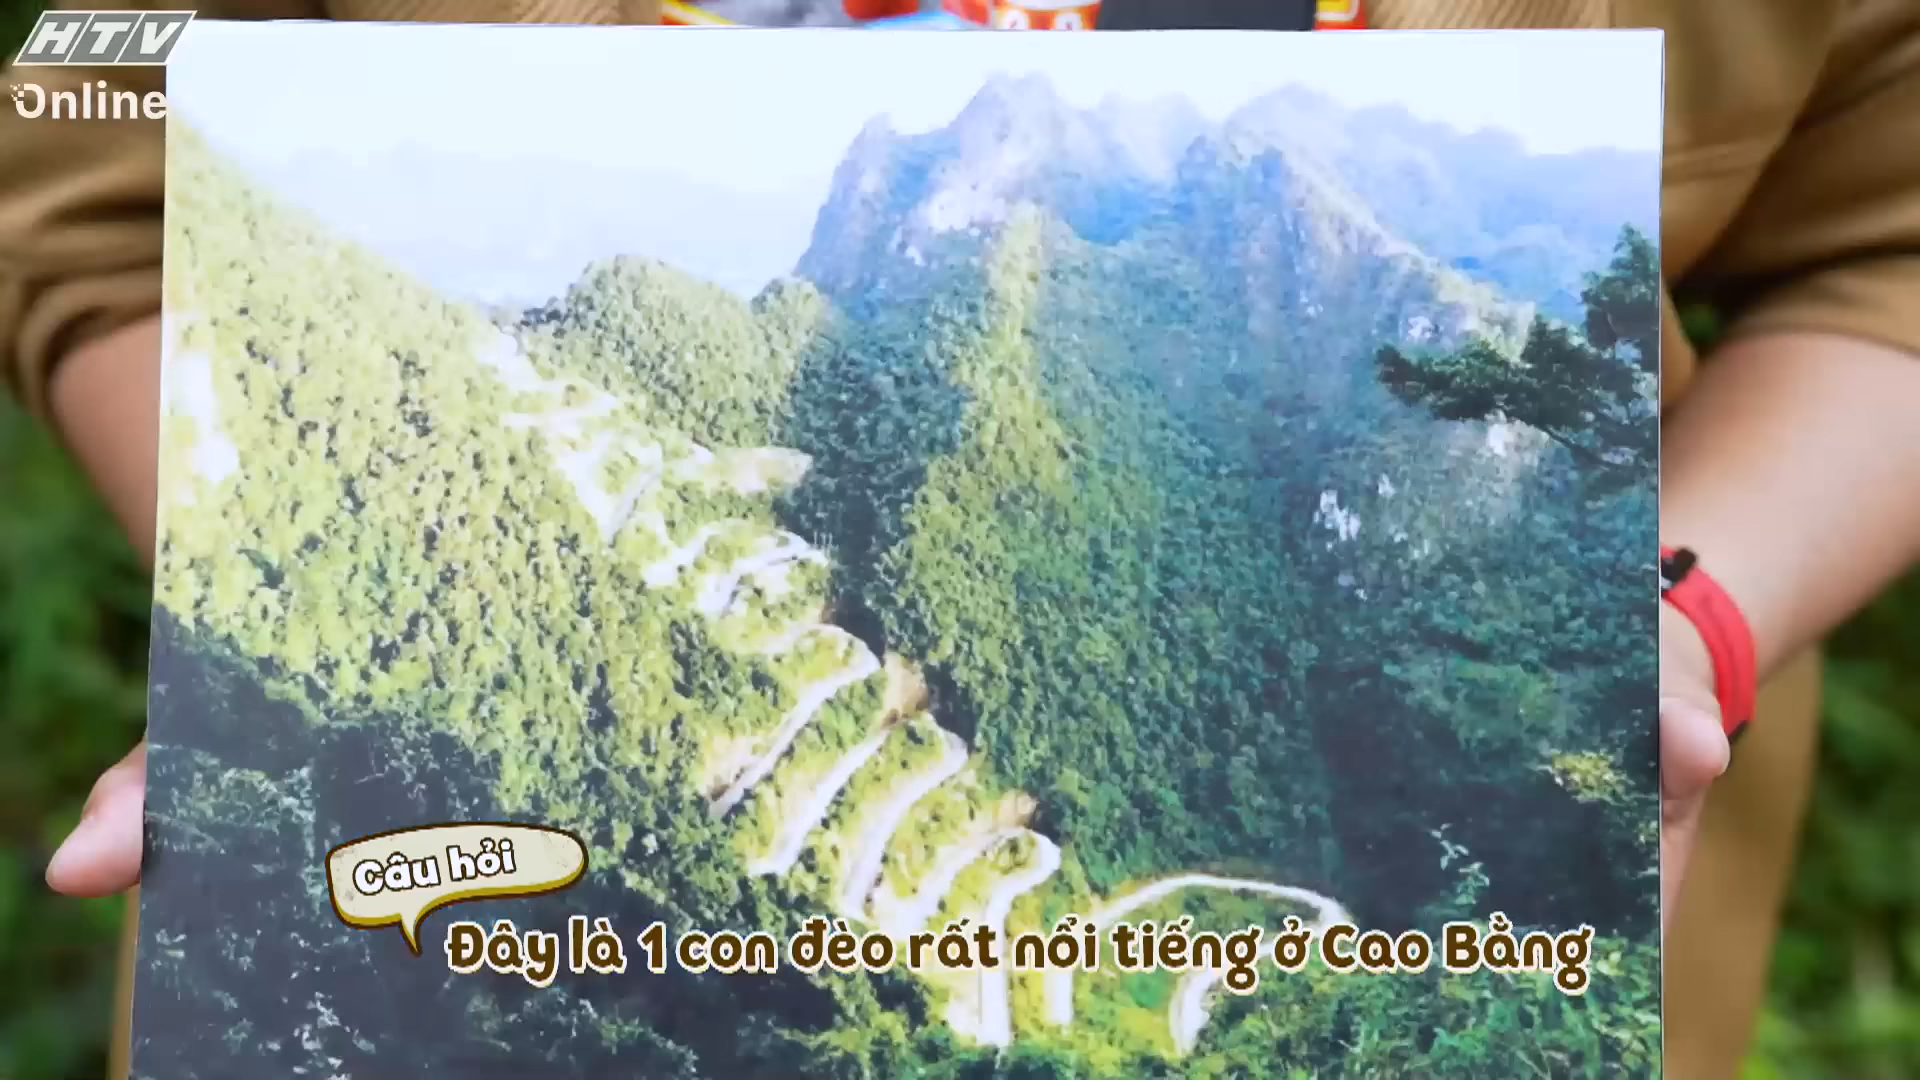 HTV
Online
Câu hỏi
Đây là 1 con đèo rất nổi tiếng ở Cao Bằng